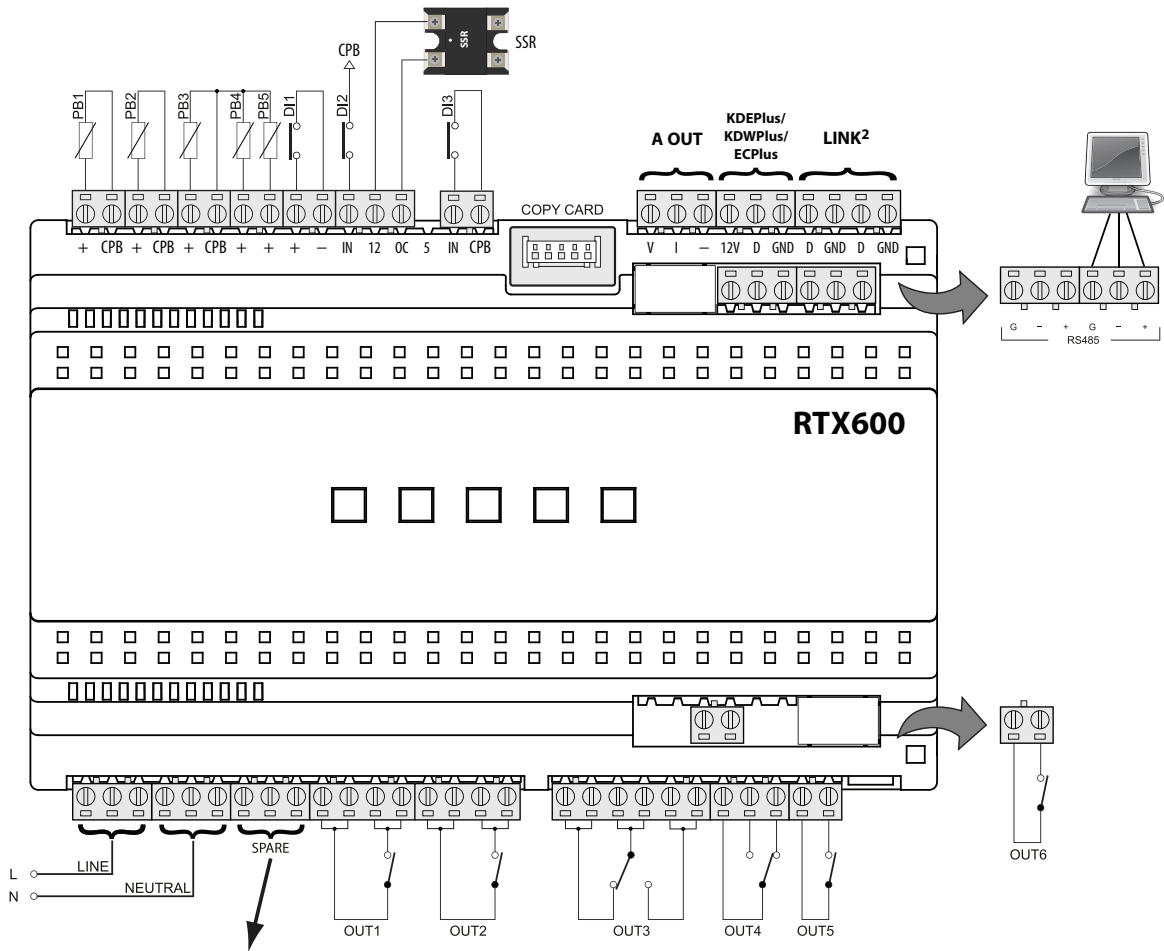 SSR
SSR
CPB
PB1
PB2
PB3
PB4
PB5
DI1
DI2
DI3
A OUT
KDEPlus/
KDWPlus/
ECPlus
LINK²
COPY CARD
+ CPB + CPB + CPB + + + – IN 12 OC 5 IN CPB
V I – 12V D GND D GND D GND
G – + G – +
RS485
RTX600
L
LINE
N
NEUTRAL
SPARE
OUT1
OUT2
OUT3
OUT4
OUT5
OUT6